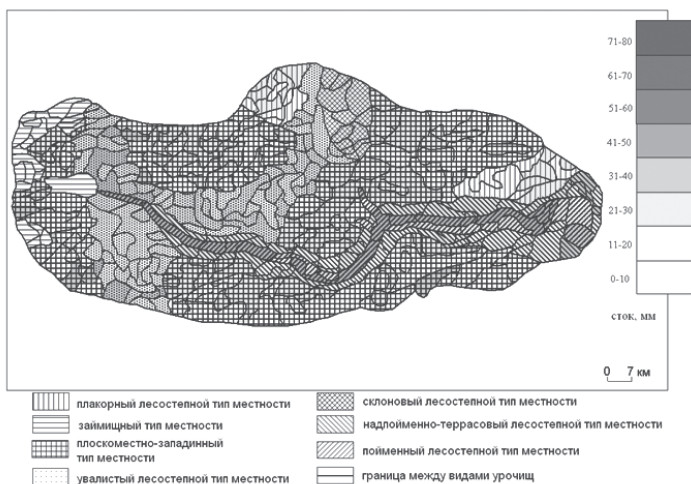 71-80
61-70
51-60
41-50
31-40
21-30
11-20
0-10
сток, мм
0 7 км
плакорный лесостепной тип местности
займищный тип местности
плоскоместно-западинный
тип местности
увалистый лесостепной тип местности
склоновый лесостепной тип местности
надпойменно-террасовый лесостепной тип местности
пойменный лесостепной тип местности
граница между видами урочищ